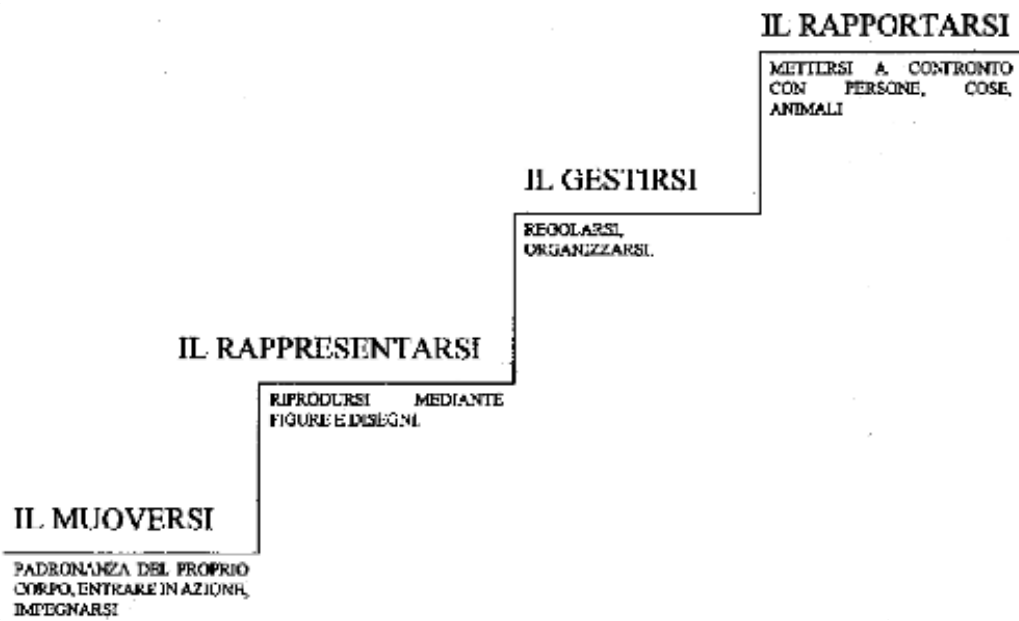 IL RAPPORTARSI
METTERSI A CONFRONTO
CON PERSONE, COSE,
ANIMALI
IL GESTIRSI
REGOLARSI,
ORGANIZZARSI.
IL RAPPRESENTARSI
RIPRODURSI MEDIANTE
FIGURE E DISEGNI.
IL MUOVERSI
PADRONANZA DEL PROPRIO
CORPO, ENTRARE IN AZIONE,
IMPEGNARSI